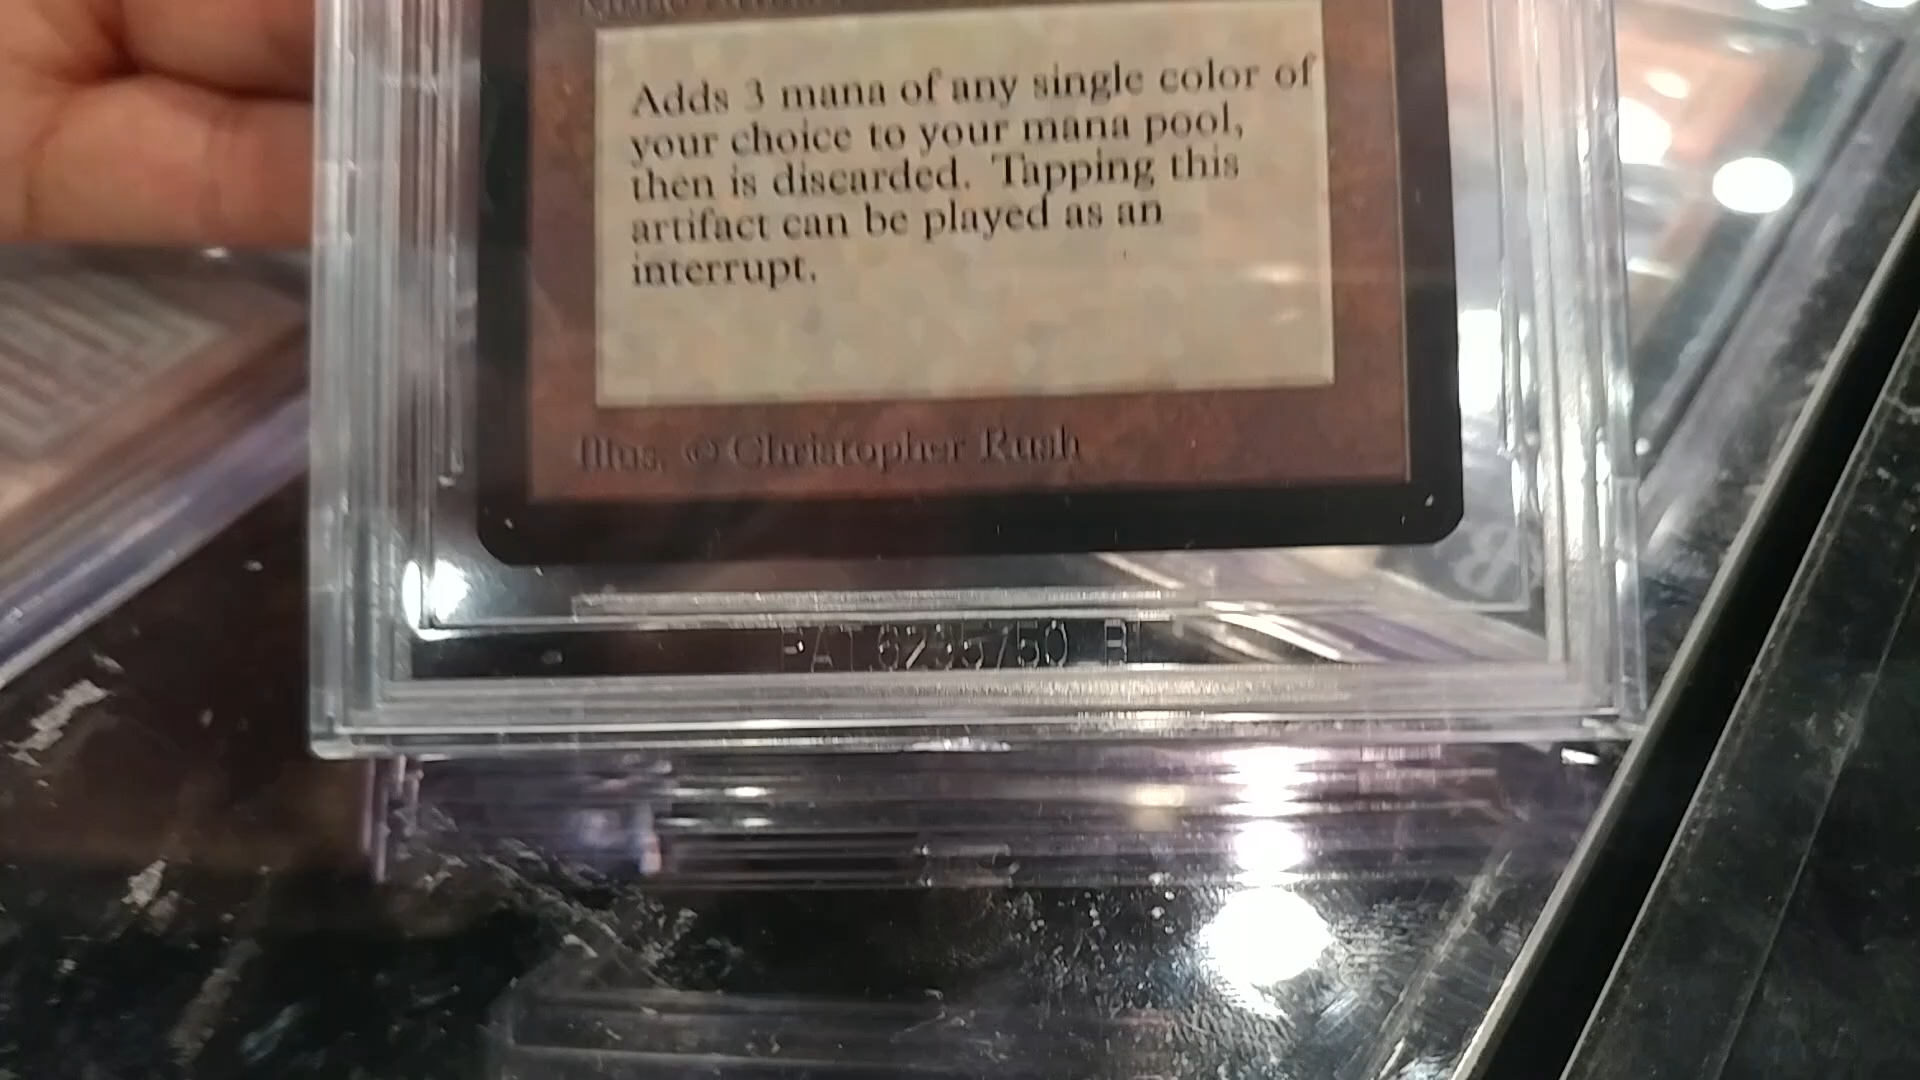 Adds 3 mana of any single color of
your choice to your mana pool,
then is discarded. Tapping this
artifact can be played as an
interrupt.
Illus. © Christopher Rush